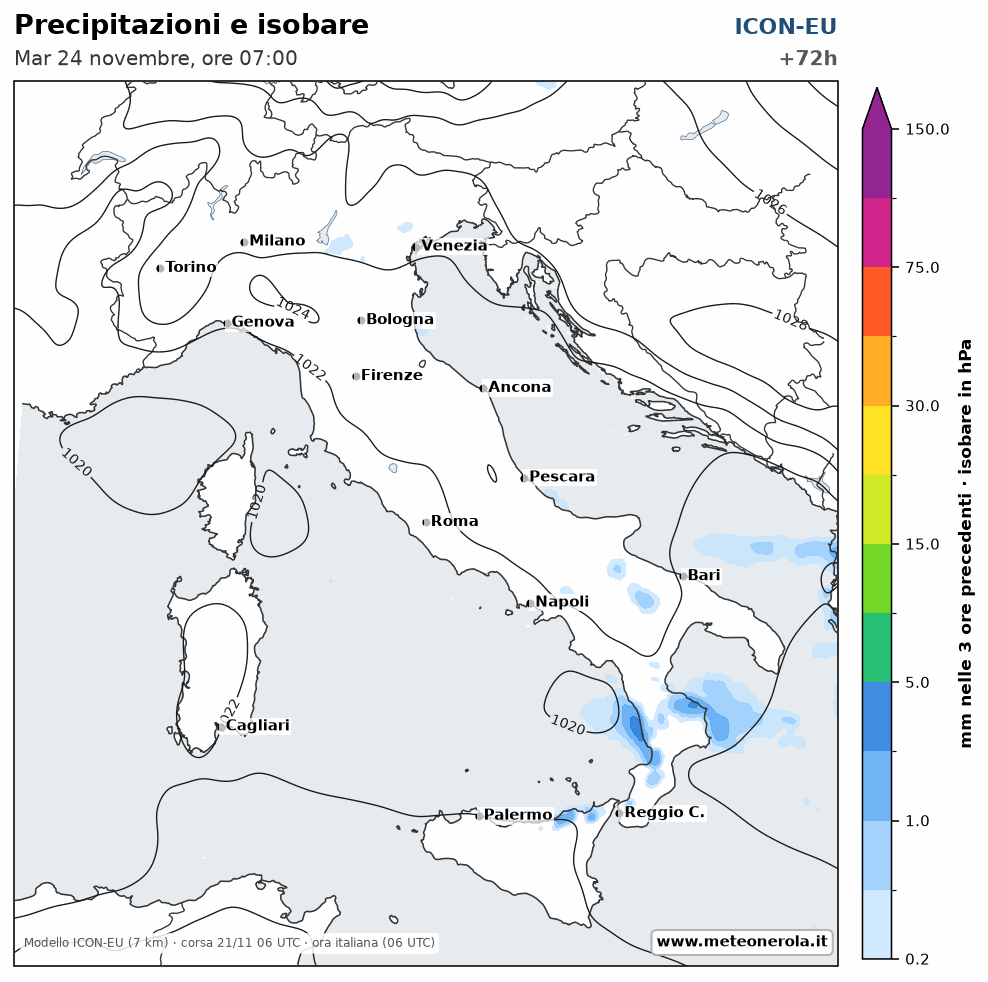 Precipitazioni e isobare
ICON-EU
Mar 24 novembre, ore 07:00
+72h
150.0
1026
Milano
Venezia
Torino
75.0
1024
Genova
Bologna
1028
1022
Firenze
Ancona
30.0
1020
Pescara
1020
Roma
15.0
Bari
Napoli
5.0
1022
Cagliari
1020
Palermo
Reggio C.
1.0
mm nelle 3 ore precedenti · isobare in hPa
Modello ICON-EU (7 km) · corsa 21/11 06 UTC · ora italiana (06 UTC)
www.meteonerola.it
0.2